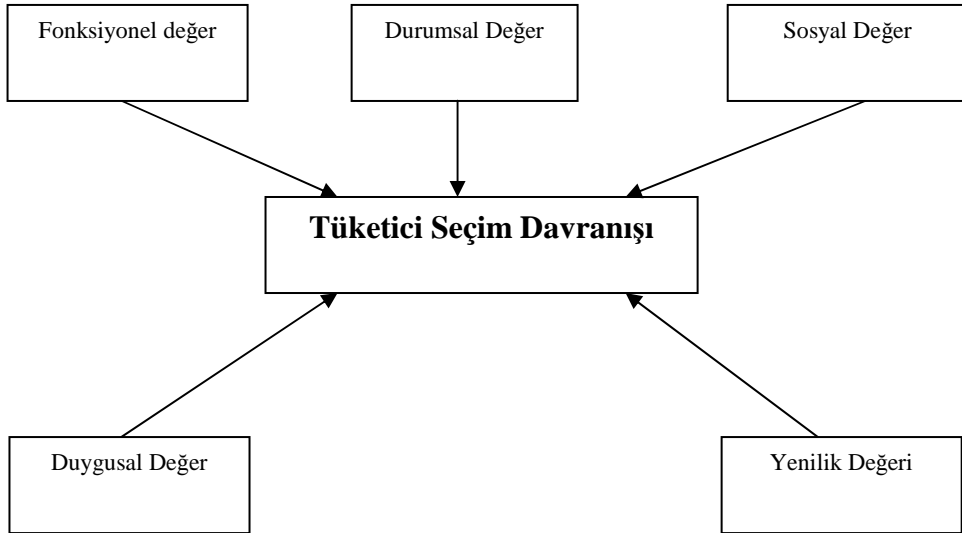 Fonksiyonel değer
Durumsal Değer
Sosyal Değer
Tüketici Seçim Davranışı
Duygusal Değer
Yenilik Değeri